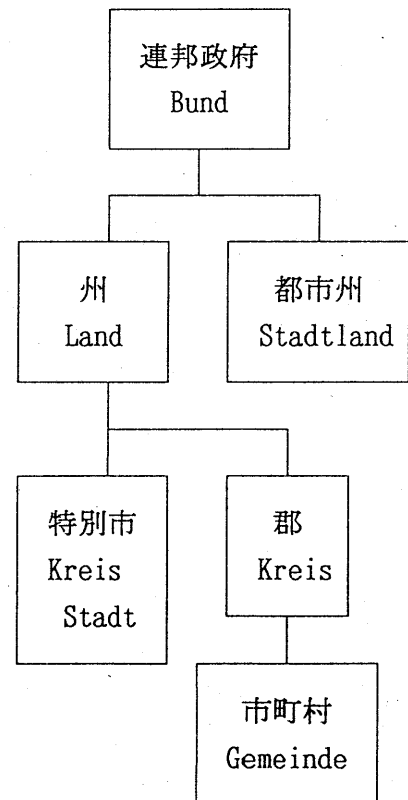 連邦政府
Bund
州
Land
都市州
Stadtland
特別市
Kreis
Stadt
郡
Kreis
市町村
Gemeinde